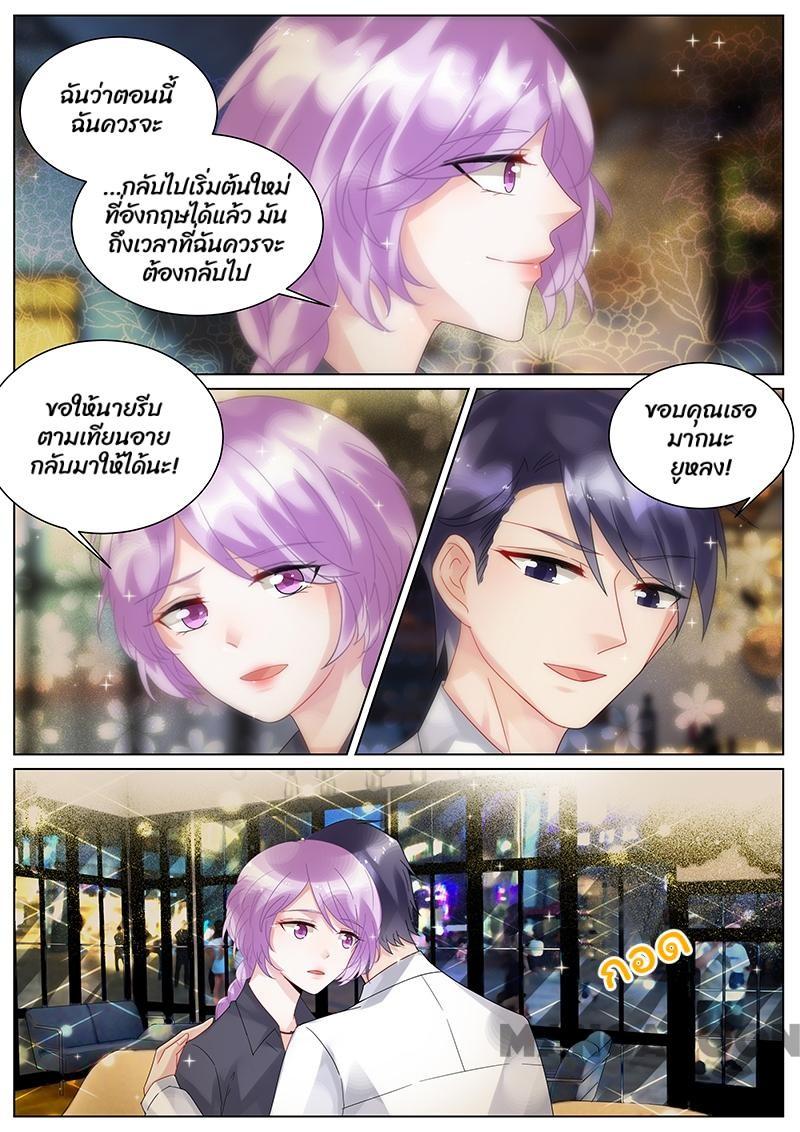 ฉันว่าตอนนี้
ฉันควรจะ
...กลับไปเริ่มต้นใหม่
ที่อังกฤษได้แล้ว มัน
ถึงเวลาที่ฉันควรจะ
ต้องกลับไป
ขอให้นายรีบ
ตามเทียนอาย
กลับมาให้ได้นะ!
ขอบคุณเธอ
มากนะ
ยูหลง!
กอด